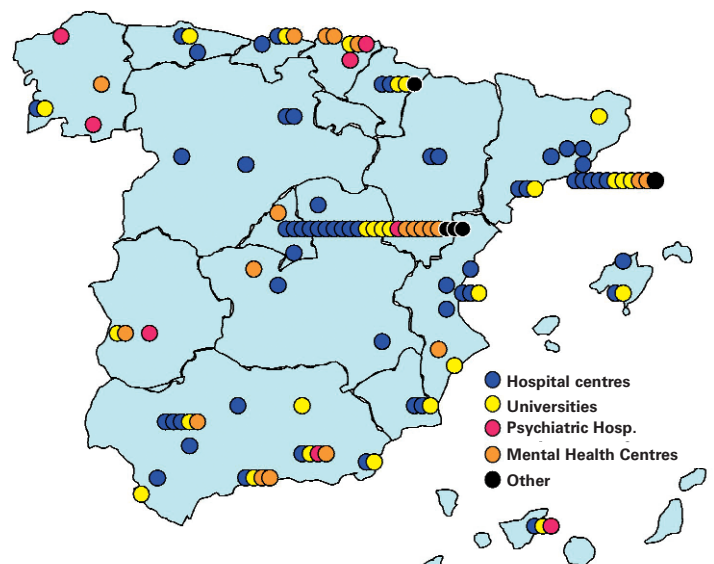 Hospital centres
Universities
Psychiatric Hosp.
Mental Health Centres
Other